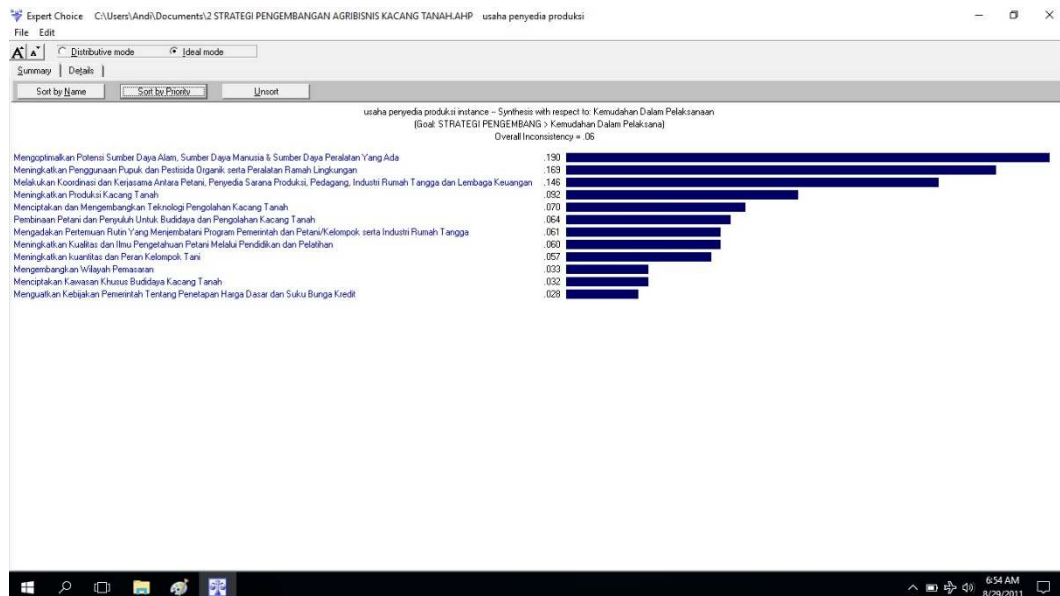 Expert Choice C:\Users\Andi\Documents\2 STRATEGI PENGEMBANGAN AGRIBISNIS KACANG TANAH.AHP usaha penyedia produksi
File Edit
A A Distributive mode Ideal mode
Summary Details
Sort by Name Sort by Priority Unsort
usaha penyedia produksi instance -- Synthesis with respect to: Kemudahan Dalam Pelaksanaan
(Goal: STRATEGI PENGEMBANG > Kemudahan Dalam Pelaksana)
Overall Inconsistency = .06
Mengoptimalkan Potensi Sumber Daya Alam, Sumber Daya Manusia & Sumber Daya Peralatan Yang Ada .190
Meningkatkan Penggunaan Pupuk dan Pestisida Organik serta Peralatan Ramah Lingkungan .169
Melakukan Koordinasi dan Kerjasama Antara Petani, Penyedia Sarana Produksi, Pedagang, Industri Rumah Tangga dan Lembaga Keuangan .146
Meningkatkan Produksi Kacang Tanah .092
Menciptakan dan Mengembangkan Teknologi Pengolahan Kacang Tanah .070
Pembinaan Petani dan Penyuluh Untuk Budidaya dan Pengolahan Kacang Tanah .064
Mengadakan Pertemuan Rutin Yang Menjembatani Program Pemerintah dan Petani/Kelompok serta Industri Rumah Tangga .061
Meningkatkan Kualitas dan Ilmu Pengetahuan Petani Melalui Pendidikan dan Pelatihan .060
Meningkatkan kuantitas dan Peran Kelompok Tani .057
Mengembangkan Wilayah Pemasaran .033
Menciptakan Kawasan Khusus Budidaya Kacang Tanah .032
Menguatkan Kebijakan Pemerintah Tentang Penetapan Harga Dasar dan Suku Bunga Kredit .028
6:54 AM
8/29/2011